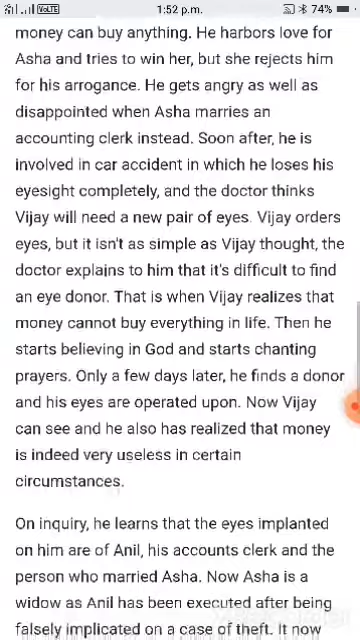 VoLTE 1:52 p.m. 74%
money can buy anything. He harbors love for
Asha and tries to win her, but she rejects him
for his arrogance. He gets angry as well as
disappointed when Asha marries an
accounting clerk instead. Soon after, he is
involved in car accident in which he loses his
eyesight completely, and the doctor thinks
Vijay will need a new pair of eyes. Vijay orders
eyes, but it isn't as simple as Vijay thought, the
doctor explains to him that it's difficult to find
an eye donor. That is when Vijay realizes that
money cannot buy everything in life. Then he
starts believing in God and starts chanting
prayers. Only a few days later, he finds a donor
and his eyes are operated upon. Now Vijay
can see and he also has realized that money
is indeed very useless in certain
circumstances.
On inquiry, he learns that the eyes implanted
on him are of Anil, his accounts clerk and the
person who married Asha. Now Asha is a
widow as Anil has been executed after being
falsely implicated on a case of theft. It now